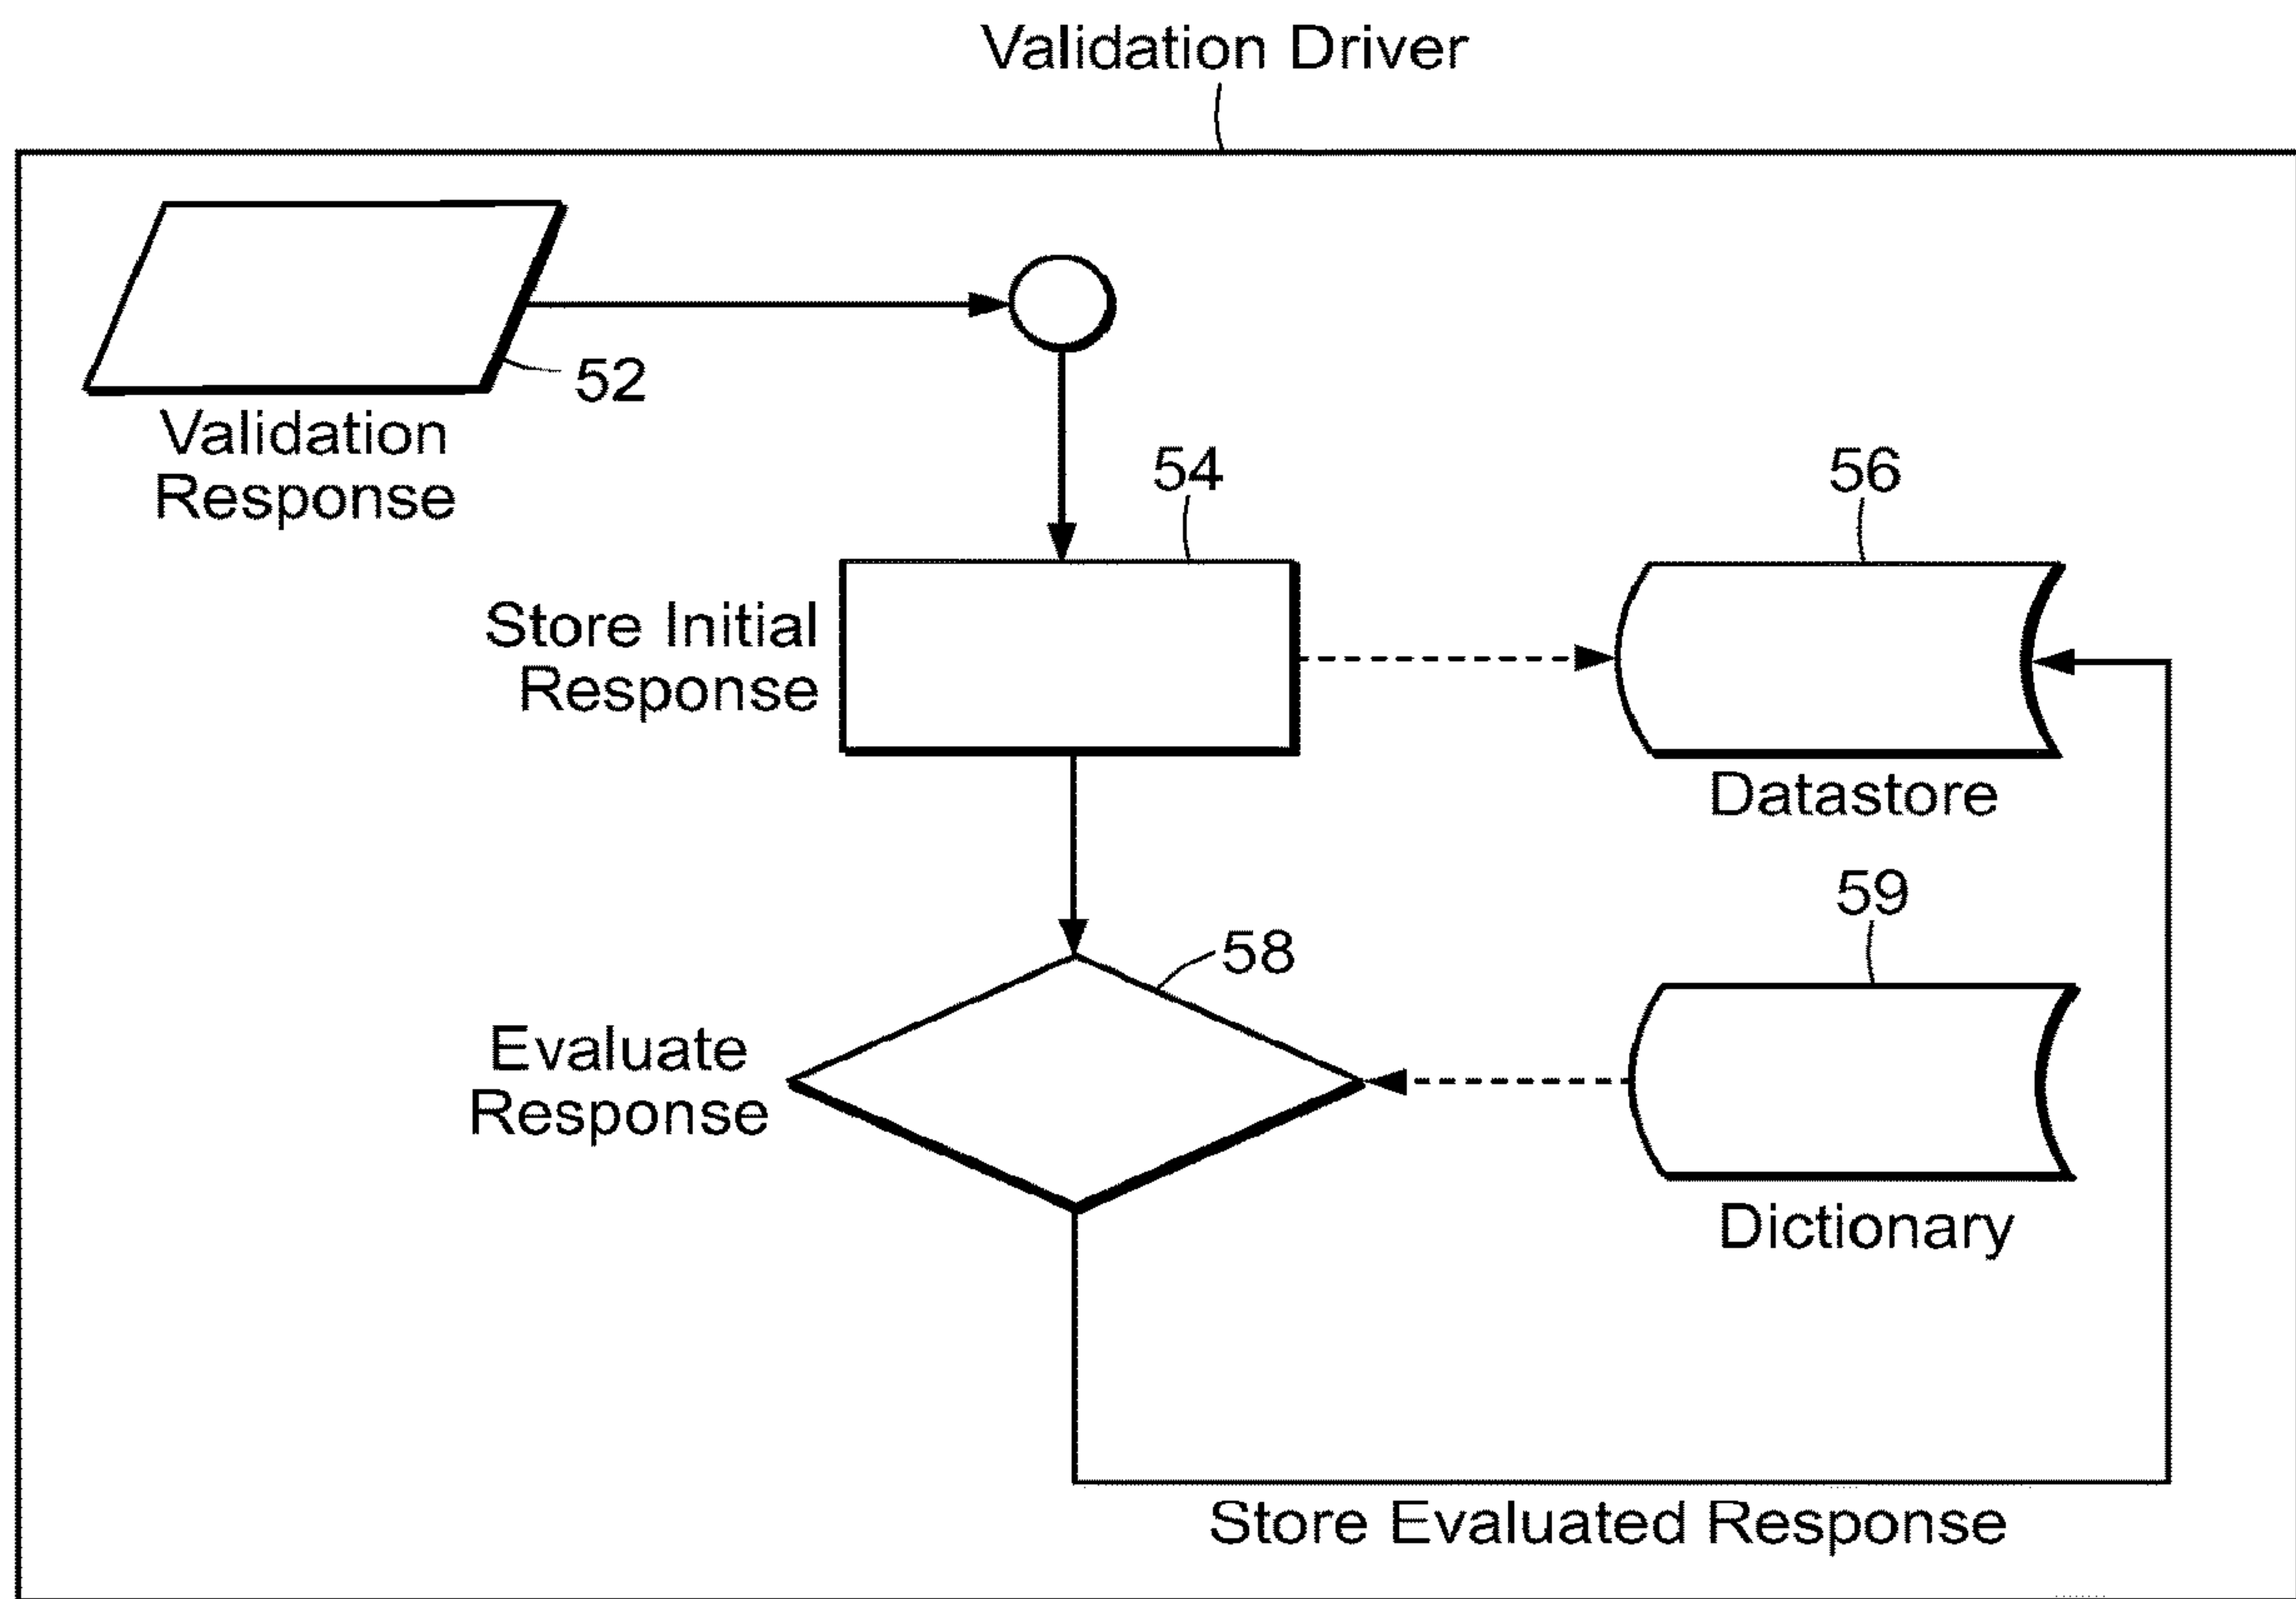 Validation Driver
52
Validation
Response
54
56
Store Initial
Response
Datastore
59
58
Evaluate
Response
Dictionary
Store Evaluated Response